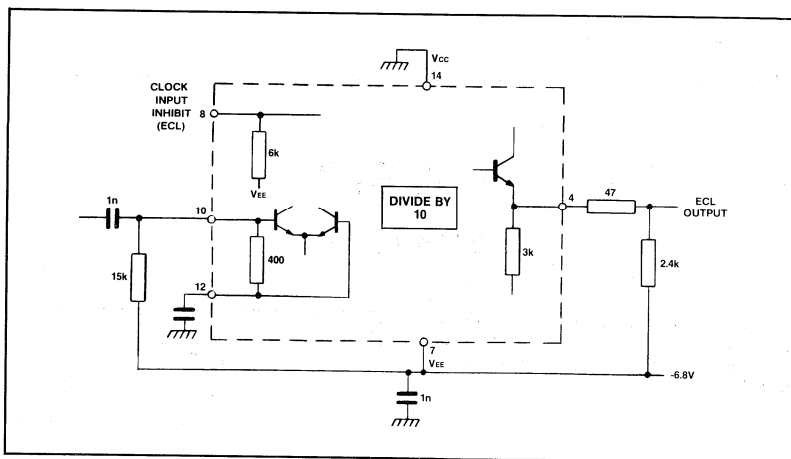 VCC
14
CLOCK
INPUT
INHIBIT
(ECL)
8
6k
VEE
1n
10
400
15k
12
DIVIDE BY
10
4
47
ECL
OUTPUT
3k
2.4k
7
VEE
-6.8V
1n